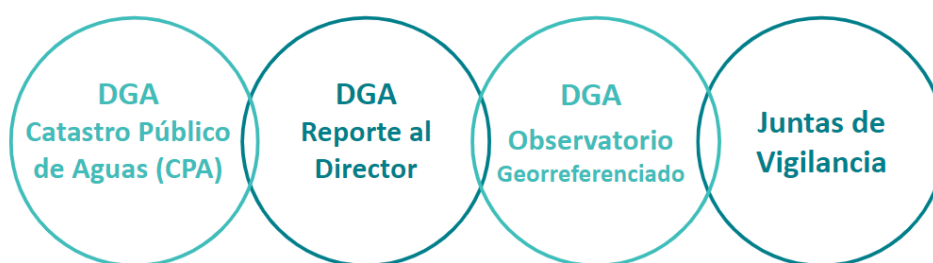 DGA
Catastro Público
de Aguas (CPA)
DGA
Reporte al
Director
DGA
Observatorio
Georreferenciado
Juntas de
Vigilancia